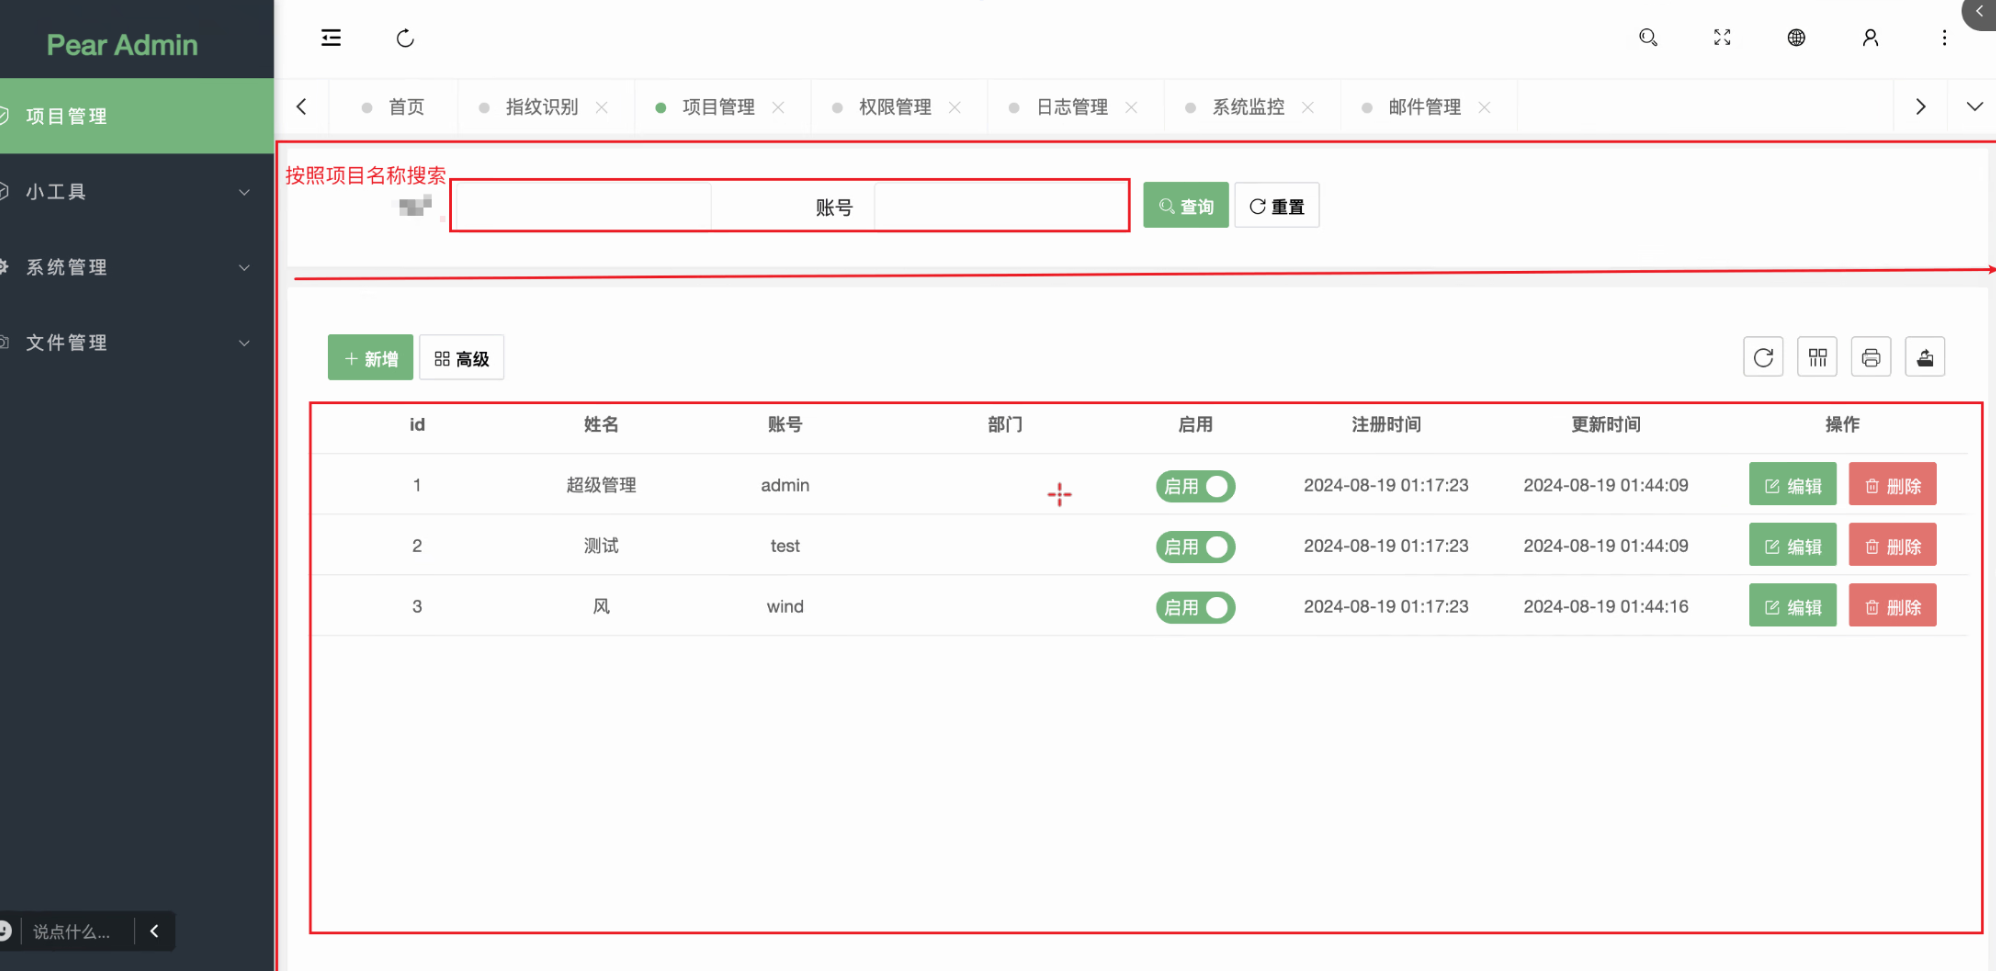 Pear Admin
项目管理
小工具
系统管理
文件管理
说点什么...
首页 指纹识别 项目管理 权限管理 日志管理 系统监控 邮件管理
按照项目名称搜索
账号 查询 重置
新增 高级
id 姓名 账号 部门 启用 注册时间 更新时间 操作
1 超级管理 admin 启用 2024-08-19 01:17:23 2024-08-19 01:44:09 编辑 删除
2 测试 test 启用 2024-08-19 01:17:23 2024-08-19 01:44:09 编辑 删除
3 风 wind 启用 2024-08-19 01:17:23 2024-08-19 01:44:16 编辑 删除